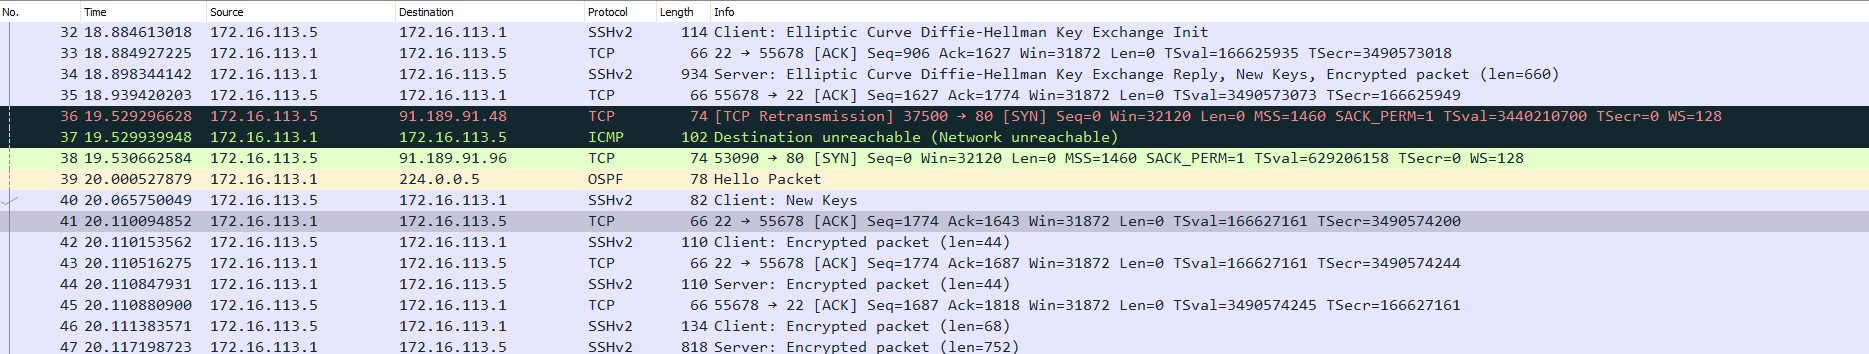 No. Time Source Destination Protocol Length Info
32 18.884613018 172.16.113.5 172.16.113.1 SSHv2 114 Client: Elliptic Curve Diffie-Hellman Key Exchange Init
33 18.884927225 172.16.113.1 172.16.113.5 TCP 66 22 → 55678 [ACK] Seq=906 Ack=1627 Win=31872 Len=0 TSval=166625935 TSecr=3490573018
34 18.898344142 172.16.113.1 172.16.113.5 SSHv2 934 Server: Elliptic Curve Diffie-Hellman Key Exchange Reply, New Keys, Encrypted packet (len=660)
35 18.939420203 172.16.113.5 172.16.113.1 TCP 66 55678 → 22 [ACK] Seq=1627 Ack=1774 Win=31872 Len=0 TSval=3490573073 TSecr=166625949
36 19.529296628 172.16.113.5 91.189.91.48 TCP 74 [TCP Retransmission] 37500 → 80 [SYN] Seq=0 Win=32120 Len=0 MSS=1460 SACK_PERM=1 TSval=3440210700 TSecr=0 WS=128
37 19.529939948 172.16.113.1 172.16.113.5 ICMP 102 Destination unreachable (Network unreachable)
38 19.530662584 172.16.113.5 91.189.91.96 TCP 74 53090 → 80 [SYN] Seq=0 Win=32120 Len=0 MSS=1460 SACK_PERM=1 TSval=629206158 TSecr=0 WS=128
39 20.000527879 172.16.113.1 224.0.0.5 OSPF 78 Hello Packet
40 20.065750049 172.16.113.5 172.16.113.1 SSHv2 82 Client: New Keys
41 20.110094852 172.16.113.1 172.16.113.5 TCP 66 22 → 55678 [ACK] Seq=1774 Ack=1643 Win=31872 Len=0 TSval=166627161 TSecr=3490574200
42 20.110153562 172.16.113.5 172.16.113.1 SSHv2 110 Client: Encrypted packet (len=44)
43 20.110516275 172.16.113.1 172.16.113.5 TCP 66 22 → 55678 [ACK] Seq=1774 Ack=1687 Win=31872 Len=0 TSval=166627161 TSecr=3490574244
44 20.110847931 172.16.113.1 172.16.113.5 SSHv2 110 Server: Encrypted packet (len=44)
45 20.110880900 172.16.113.5 172.16.113.1 TCP 66 55678 → 22 [ACK] Seq=1687 Ack=1818 Win=31872 Len=0 TSval=3490574245 TSecr=166627161
46 20.111383571 172.16.113.5 172.16.113.1 SSHv2 134 Client: Encrypted packet (len=68)
47 20.117198723 172.16.113.1 172.16.113.5 SSHv2 818 Server: Encrypted packet (len=752)